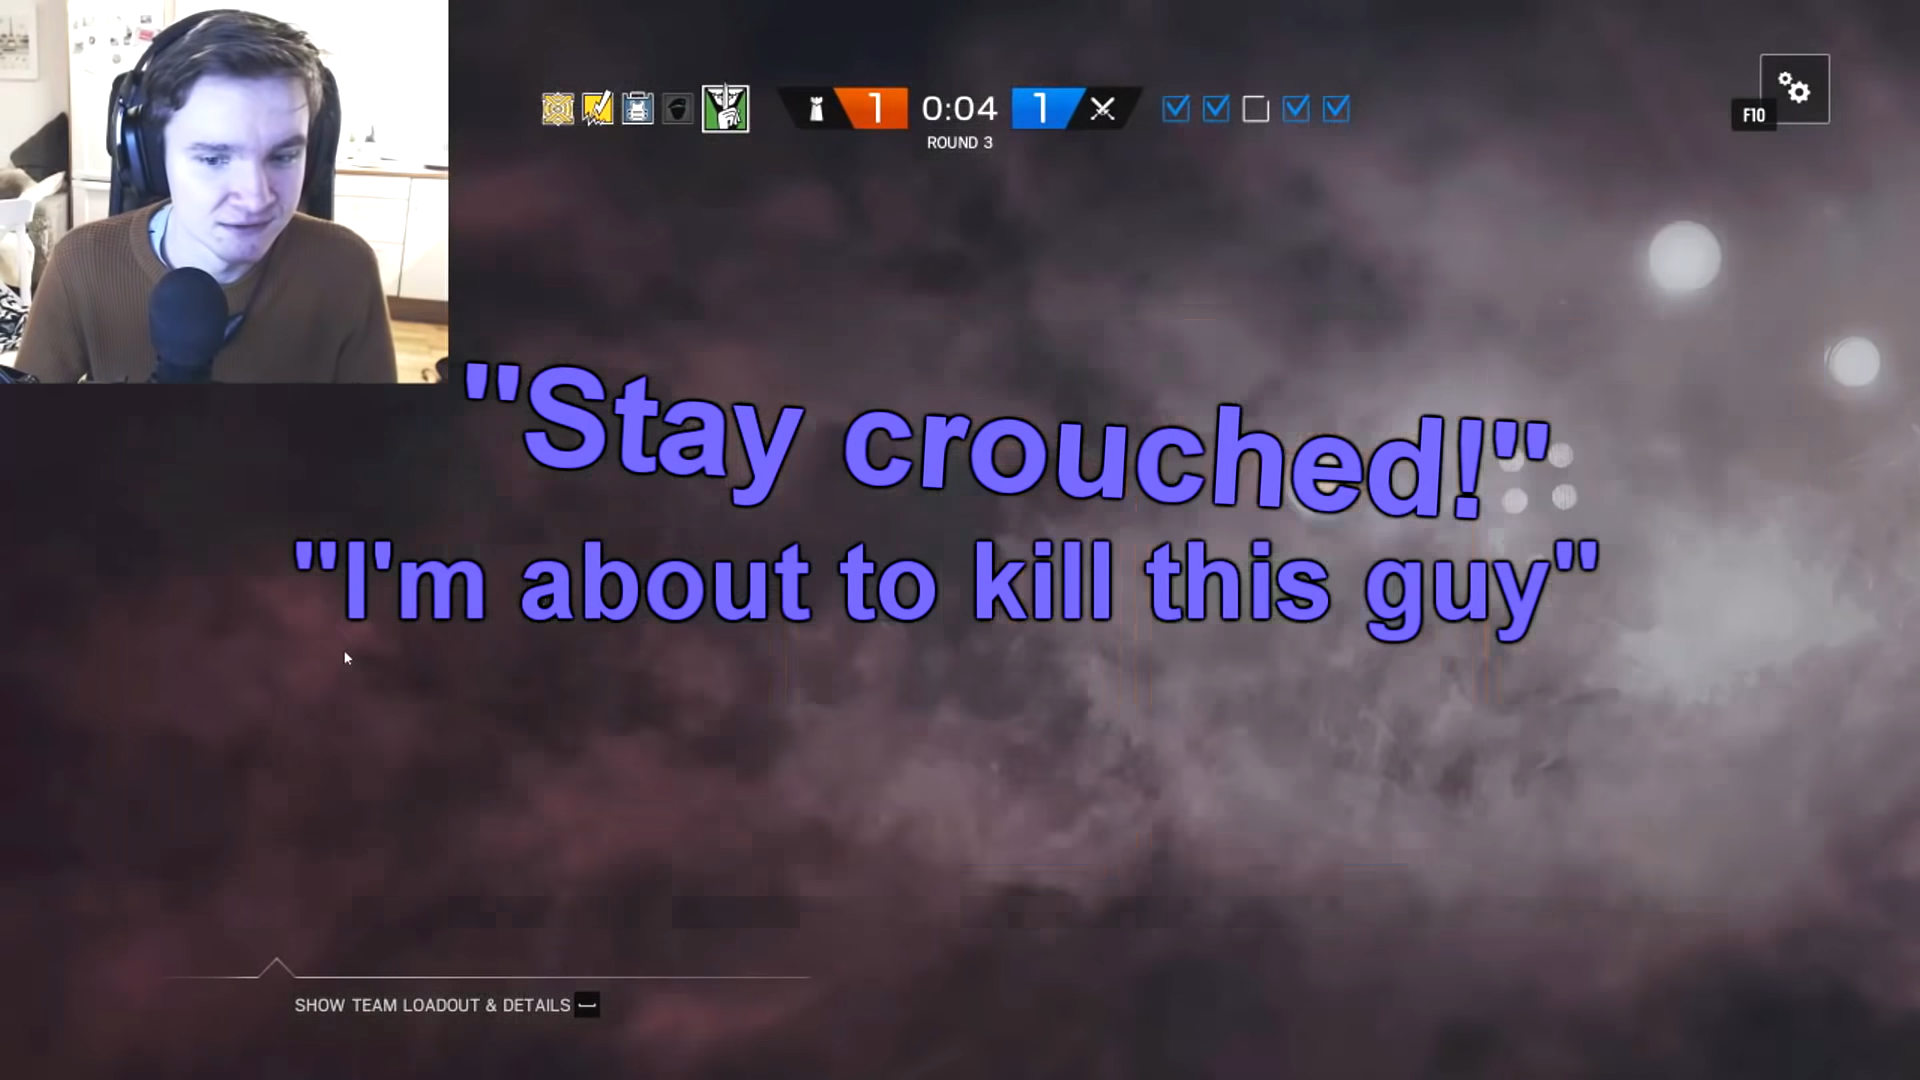 1 0:04 1
ROUND 3
F10
"Stay crouched!"
"I'm about to kill this guy"
SHOW TEAM LOADOUT & DETAILS